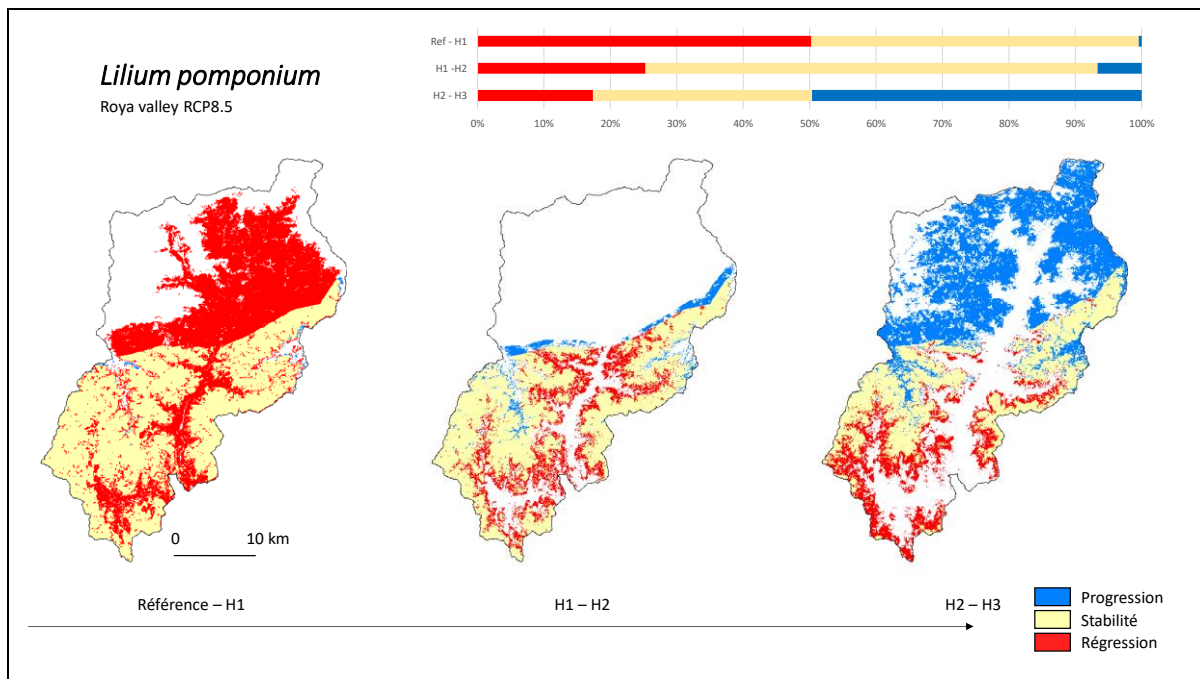 Lilium pomponium
Roya valley RCP8.5
Ref - H1
H1 -H2
H2 - H3
0% 10% 20% 30% 40% 50% 60% 70% 80% 90% 100%
0 10 km
Référence – H1
H1 – H2
H2 – H3
Progression
Stabilité
Régression